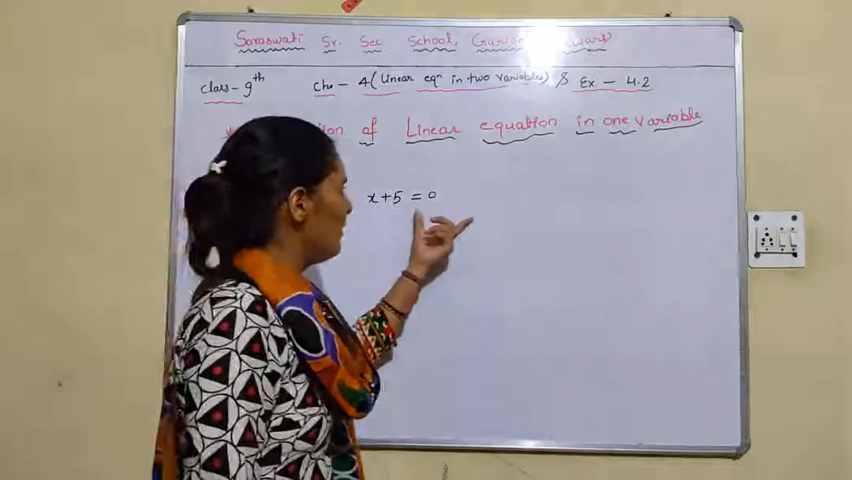 Saraswati Sr. Sec School,
class- 9th Ch:- 4 (Linear eqn in two variables) $ Ex - 4.2
of Linear equation in one variable
x + 5 = 0